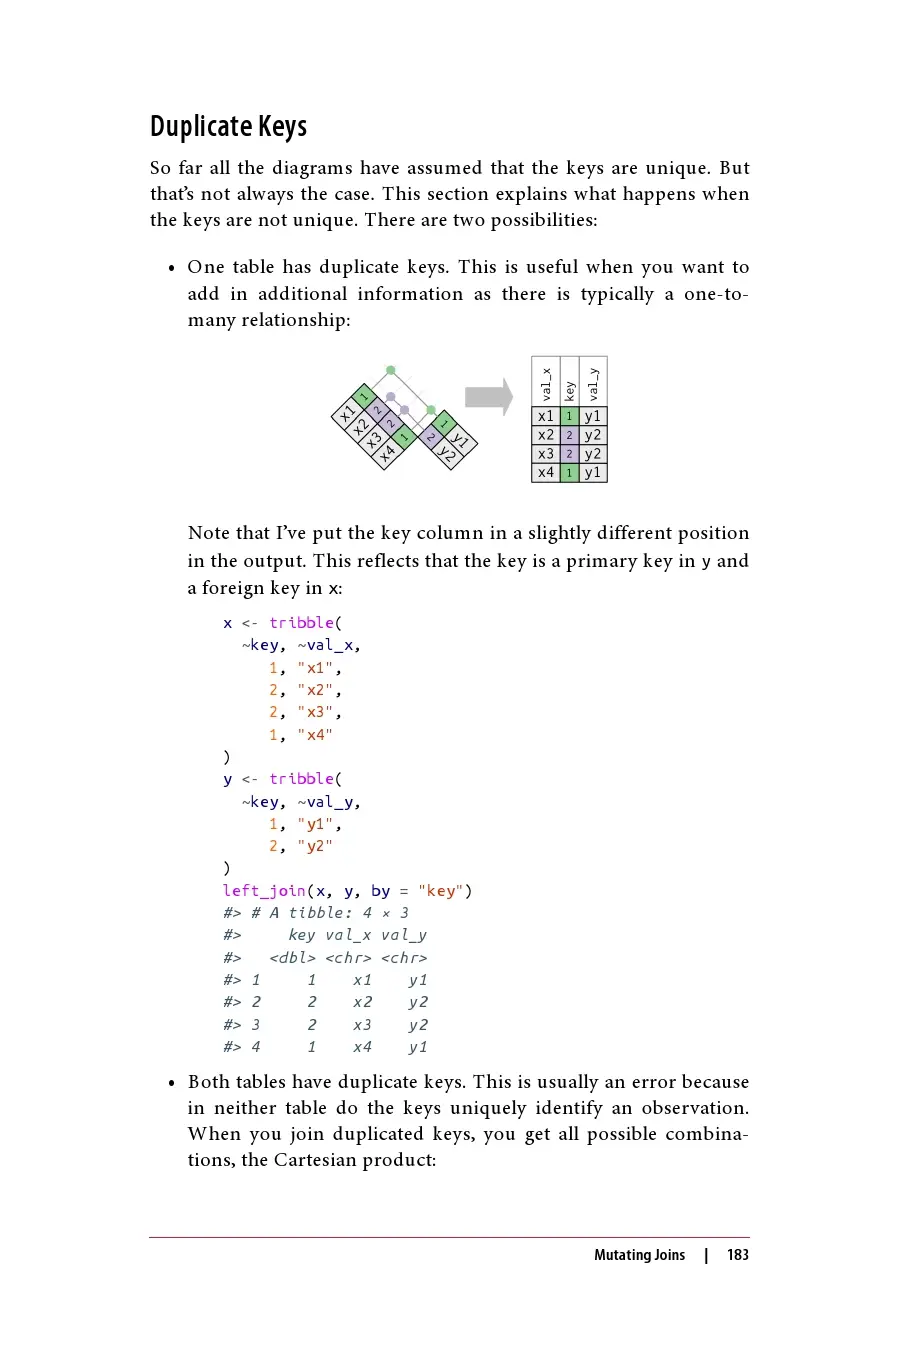 Duplicate Keys
So far all the diagrams have assumed that the keys are unique. But
that’s not always the case. This section explains what happens when
the keys are not unique. There are two possibilities:
• One table has duplicate keys. This is useful when you want to
add in additional information as there is typically a one-to-
many relationship:
x1 1
x2 2
x3 2
x4 1
1 y1
2 y2
val_x key val_y
x1 1 y1
x2 2 y2
x3 2 y2
x4 1 y1
Note that I’ve put the key column in a slightly different position
in the output. This reflects that the key is a primary key in y and
a foreign key in x:
x <- tribble(
~key, ~val_x,
1, "x1",
2, "x2",
2, "x3",
1, "x4"
)
y <- tribble(
~key, ~val_y,
1, "y1",
2, "y2"
)
left_join(x, y, by = "key")
#> # A tibble: 4 × 3
#> key val_x val_y
#> <dbl> <chr> <chr>
#> 1 1 x1 y1
#> 2 2 x2 y2
#> 3 2 x3 y2
#> 4 1 x4 y1
• Both tables have duplicate keys. This is usually an error because
in neither table do the keys uniquely identify an observation.
When you join duplicated keys, you get all possible combina-
tions, the Cartesian product:
Mutating Joins | 183